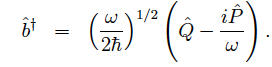 b̂† = (ω/2ħ)^{1/2} (Q̂ − iP̂/ω) .